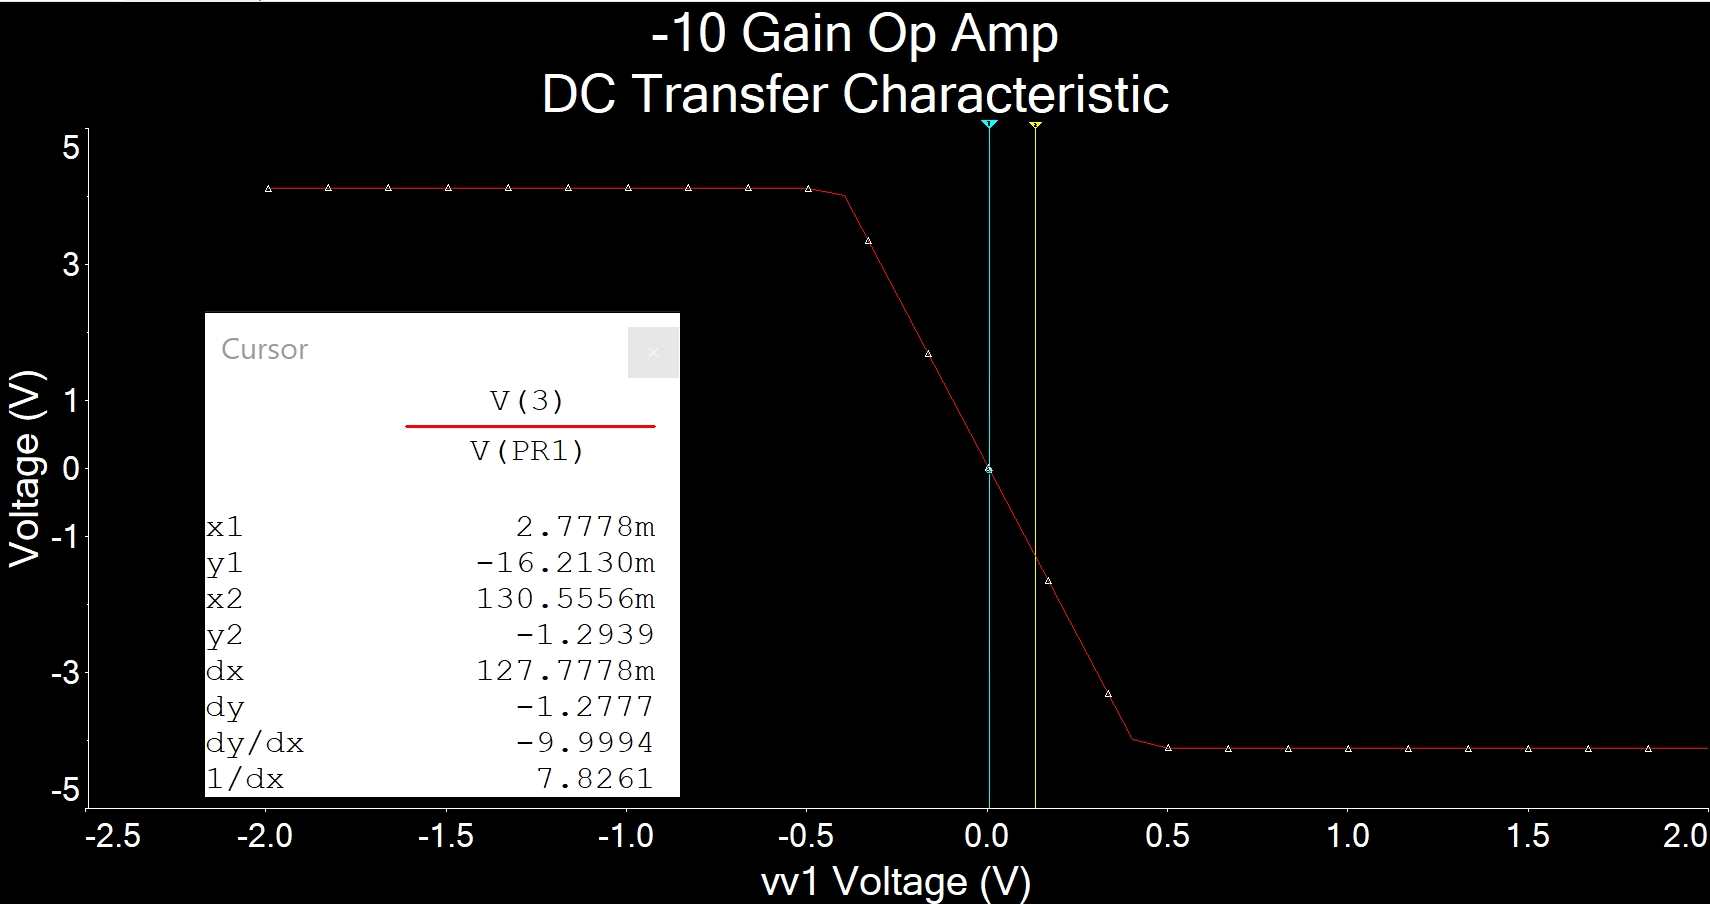 -10 Gain Op Amp
DC Transfer Characteristic
5
3
1
0
-1
-3
-5
Voltage (V)
Cursor
V(3)
V(PR1)
x1 2.7778m
y1 -16.2130m
x2 130.5556m
y2 -1.2939
dx 127.7778m
dy -1.2777
dy/dx -9.9994
1/dx 7.8261
-2.5 -2.0 -1.5 -1.0 -0.5 0.0 0.5 1.0 1.5 2.0
vv1 Voltage (V)